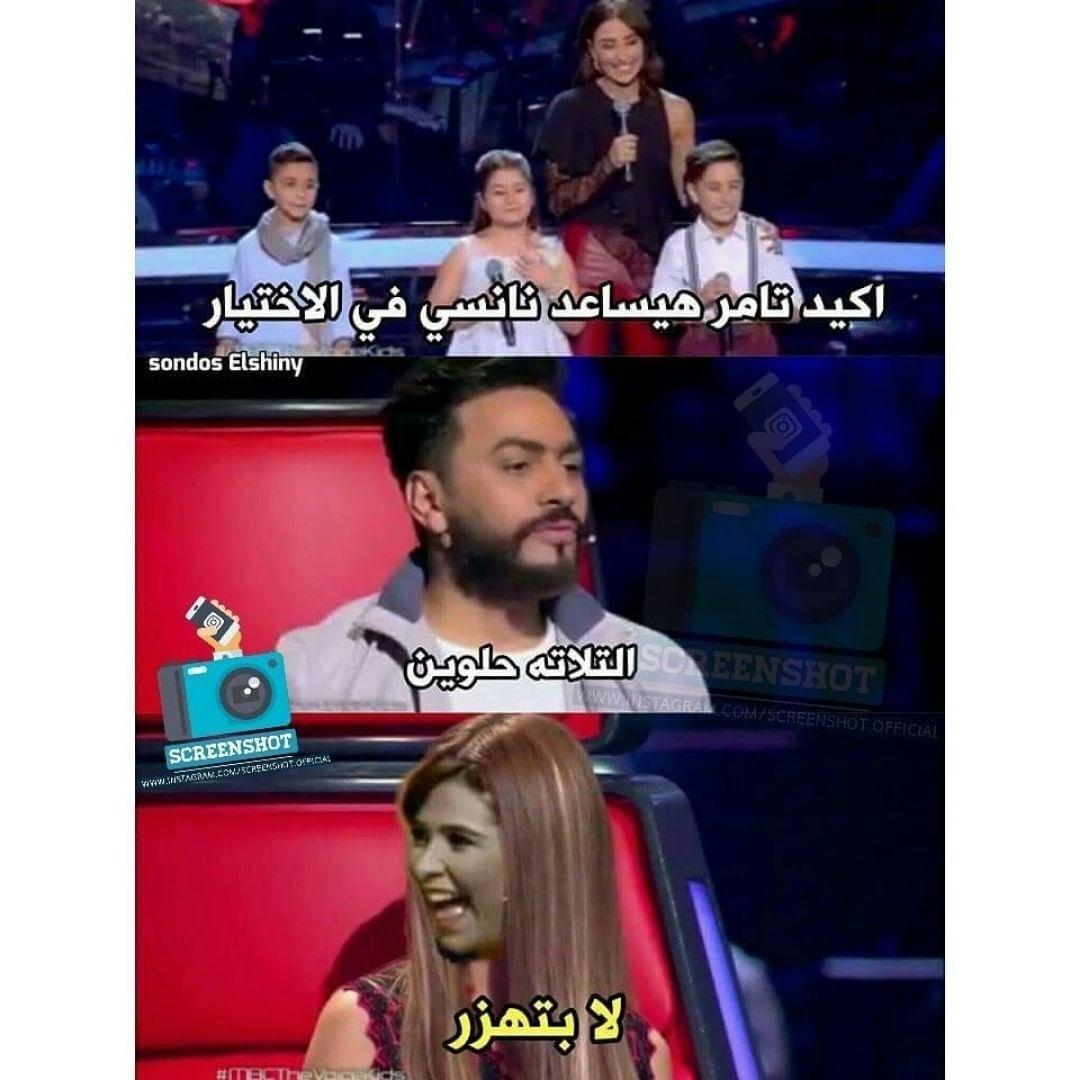 اكيد تامر هيساعد نانسي في الاختيار
sondos Elshiny
التلاته حلوين
SCREENSHOT
WWW.INSTAGRAM.COM/SCREENSHOT.OFFICIAL
SCREENSHOT
WWW.INSTAGRAM.COM/SCREENSHOT.OFFICIAL
لا بتهزر
#MBCTheVoiceKids